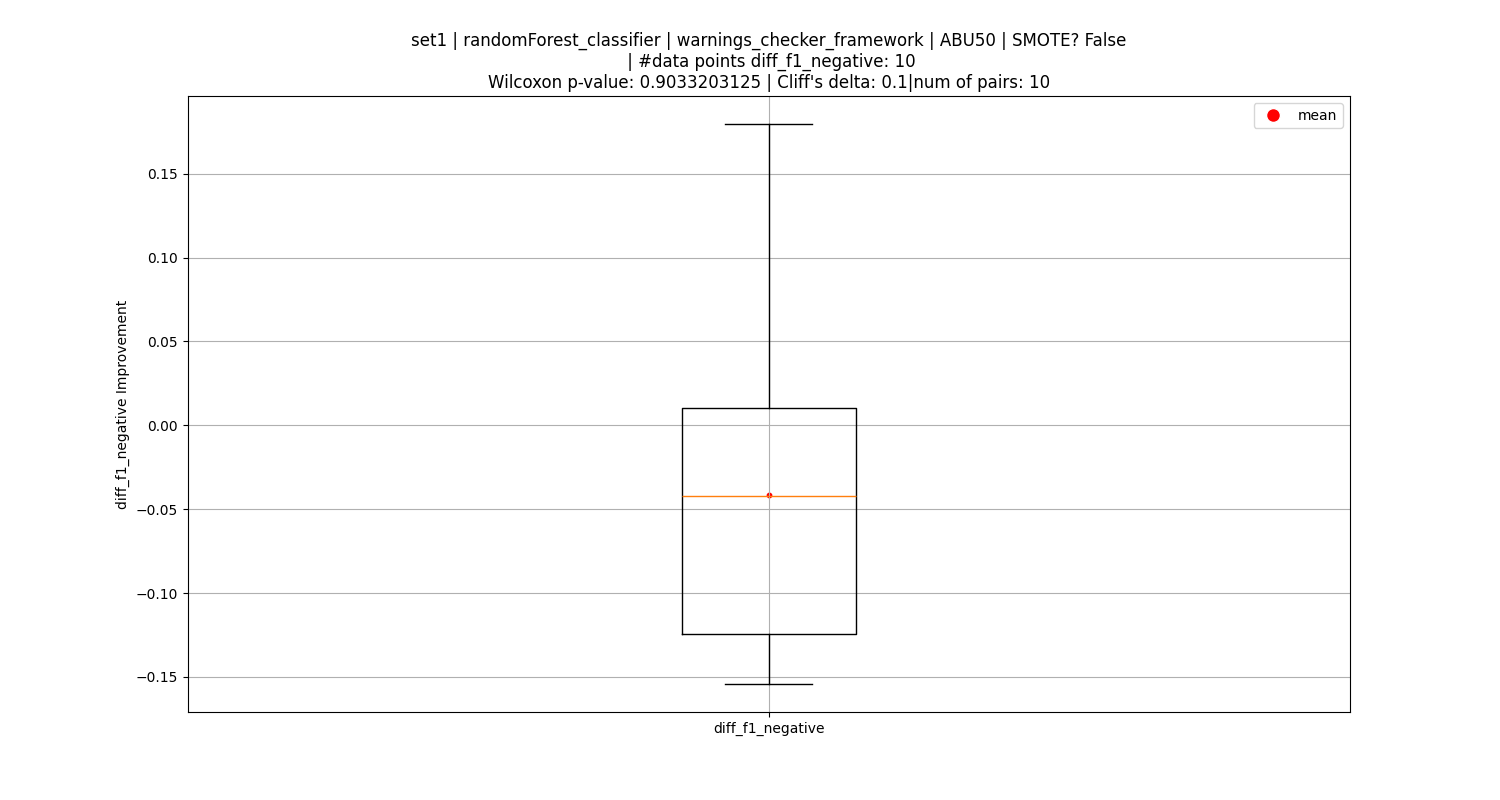 set1 | randomForest_classifier | warnings_checker_framework | ABU50 | SMOTE? False
| #data points diff_f1_negative: 10
Wilcoxon p-value: 0.9033203125 | Cliff's delta: 0.1|num of pairs: 10
mean
0.15
0.10
0.05
0.00
−0.05
−0.10
−0.15
diff_f1_negative Improvement
diff_f1_negative